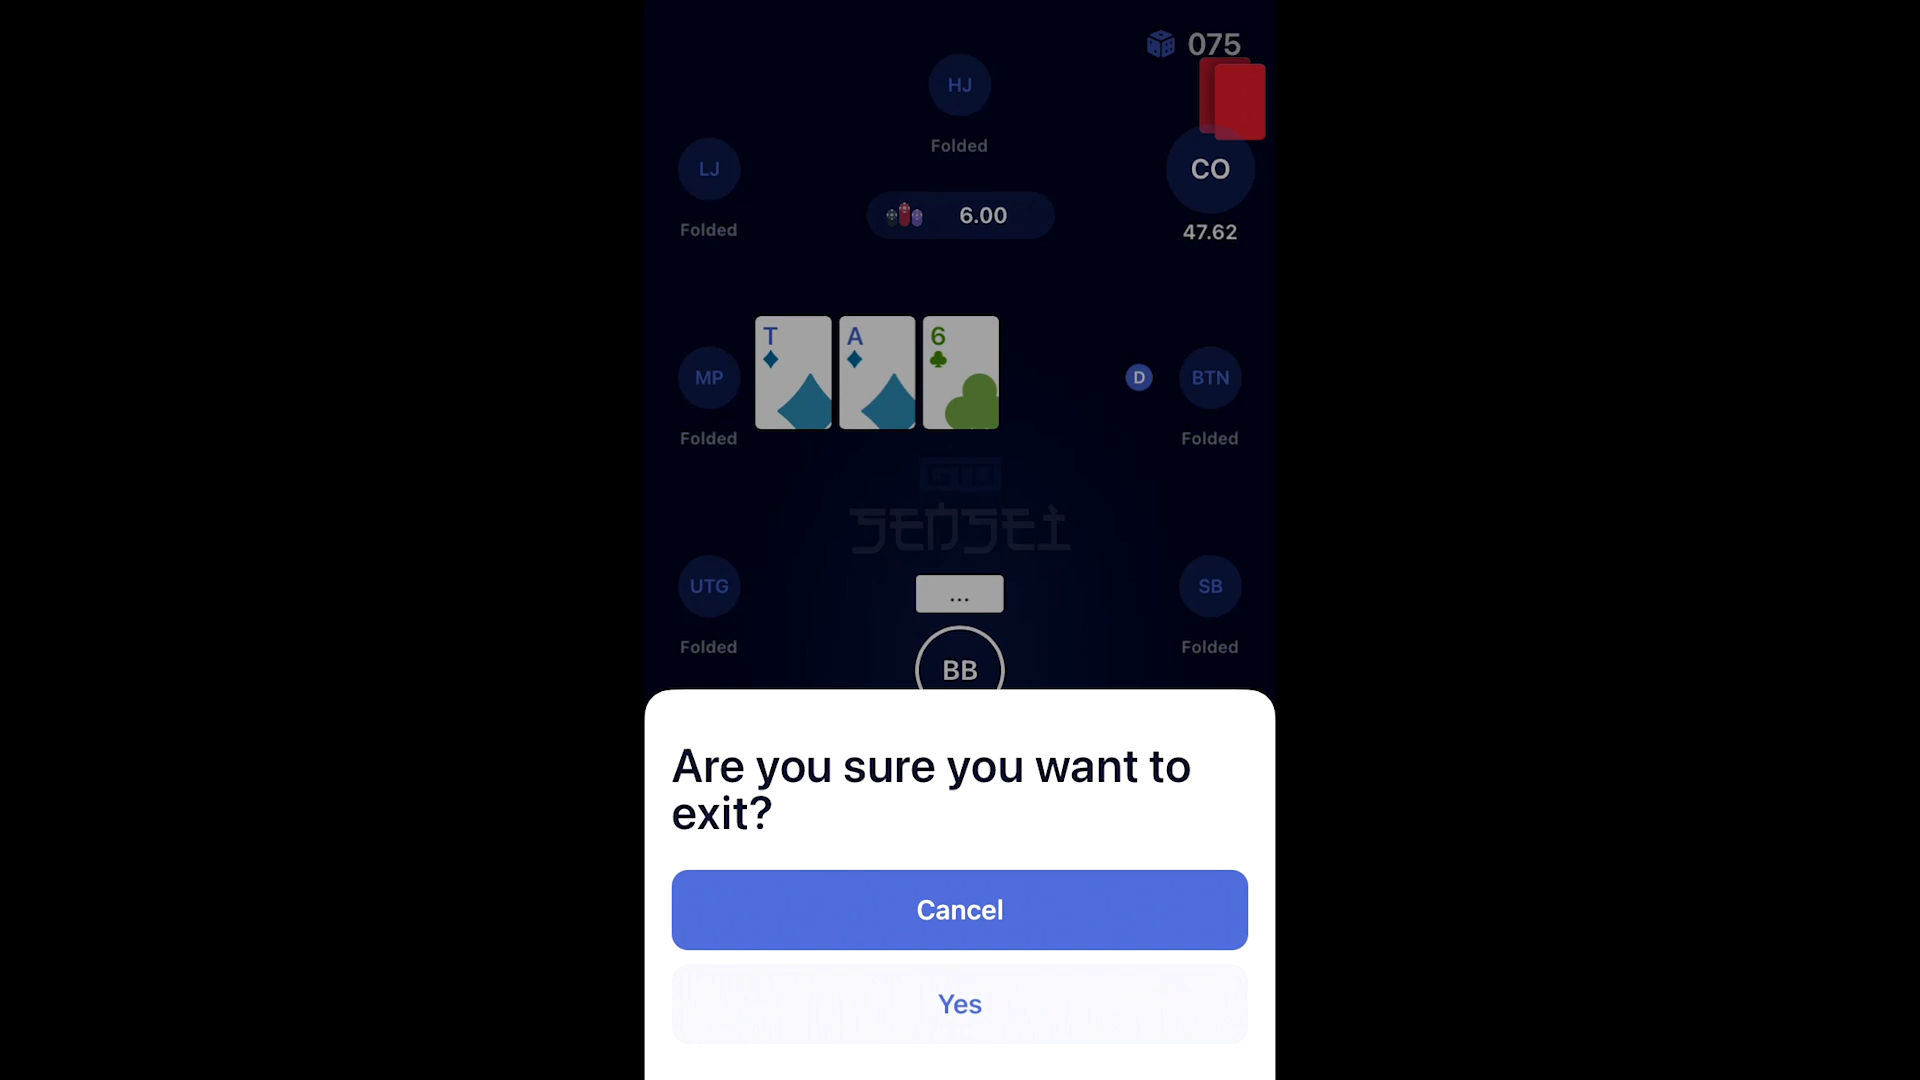 075
HJ
Folded
LJ
CO
Folded
6.00
47.62
T
A
6
MP
D
BTN
Folded
Folded
GTO
SENSEI
...
UTG
SB
Folded
Folded
BB
Are you sure you want to
exit?
Cancel
Yes